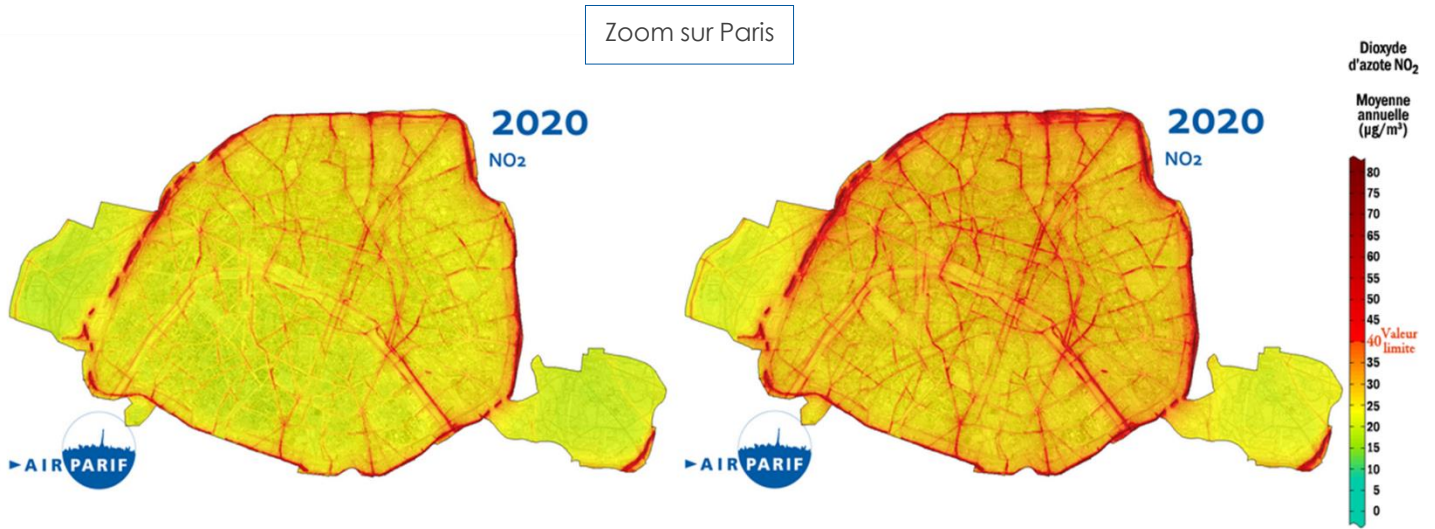 Zoom sur Paris
2020
NO2
►AIRPARIF
2020
NO2
►AIRPARIF
Dioxyde
d'azote NO2
Moyenne
annuelle
(µg/m³)
80
75
70
65
60
55
50
45
40 Valeur
limite
35
30
25
20
15
10
5
0